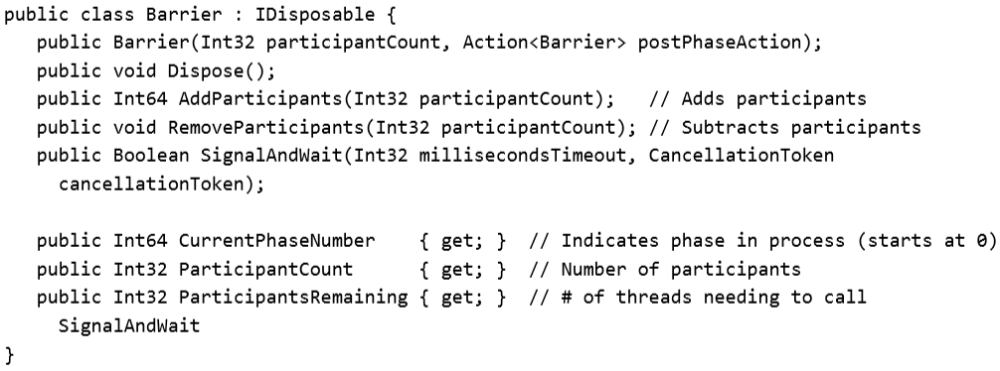 public class Barrier : IDisposable {
   public Barrier(Int32 participantCount, Action<Barrier> postPhaseAction);
   public void Dispose();
   public Int64 AddParticipants(Int32 participantCount);   // Adds participants
   public void RemoveParticipants(Int32 participantCount); // Subtracts participants
   public Boolean SignalAndWait(Int32 millisecondsTimeout, CancellationToken
     cancellationToken);

   public Int64 CurrentPhaseNumber    { get; }  // Indicates phase in process (starts at 0)
   public Int32 ParticipantCount      { get; }  // Number of participants
   public Int32 ParticipantsRemaining { get; }  // # of threads needing to call
     SignalAndWait
}